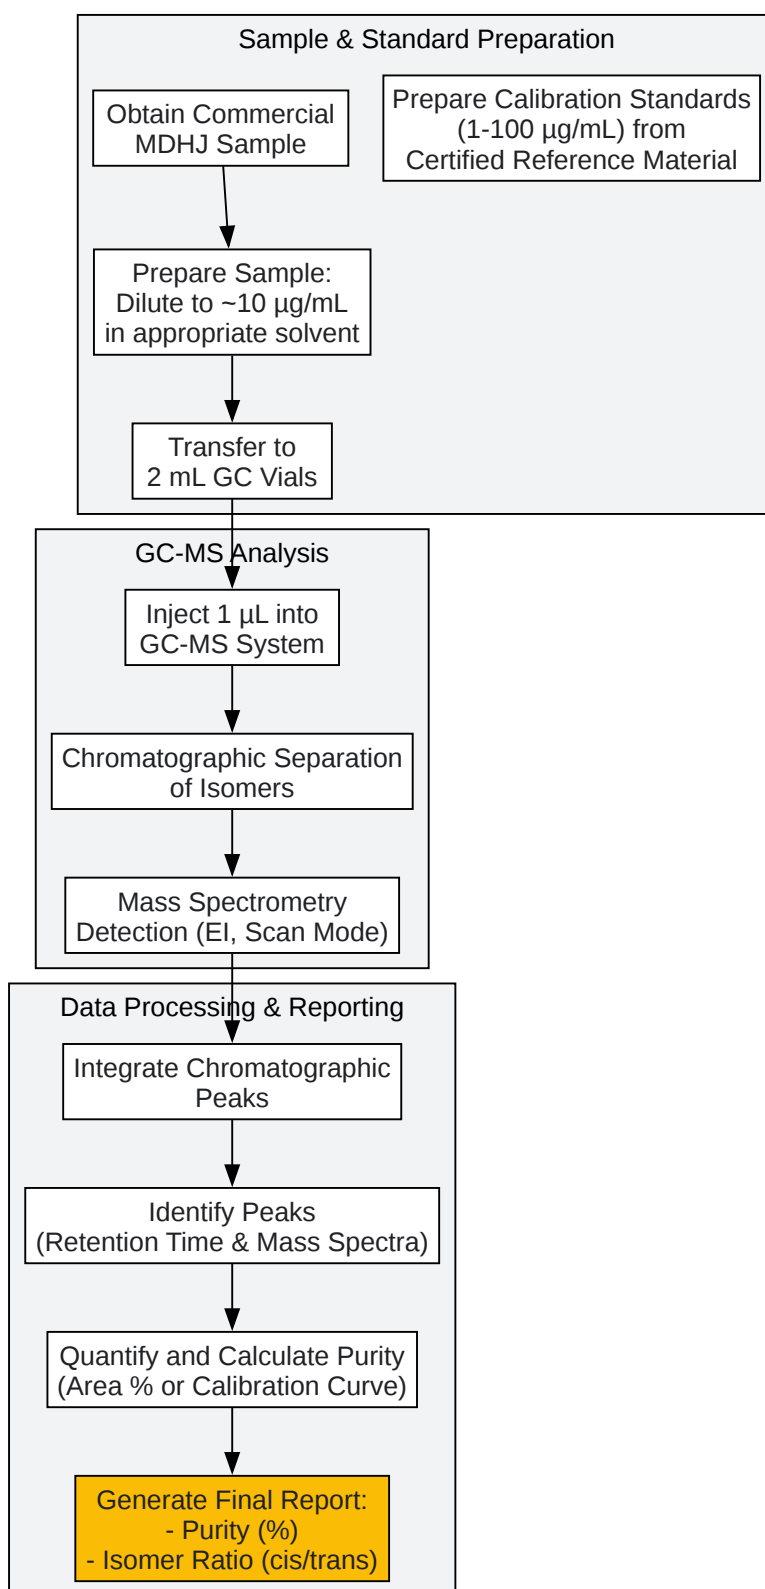 Sample & Standard Preparation
Obtain Commercial
MDHJ Sample
Prepare Calibration Standards
(1-100 µg/mL) from
Certified Reference Material
Prepare Sample:
Dilute to ~10 µg/mL
in appropriate solvent
Transfer to
2 mL GC Vials
GC-MS Analysis
Inject 1 µL into
GC-MS System
Chromatographic Separation
of Isomers
Mass Spectrometry
Detection (EI, Scan Mode)
Data Processing & Reporting
Integrate Chromatographic
Peaks
Identify Peaks
(Retention Time & Mass Spectra)
Quantify and Calculate Purity
(Area % or Calibration Curve)
Generate Final Report:
- Purity (%)
- Isomer Ratio (cis/trans)